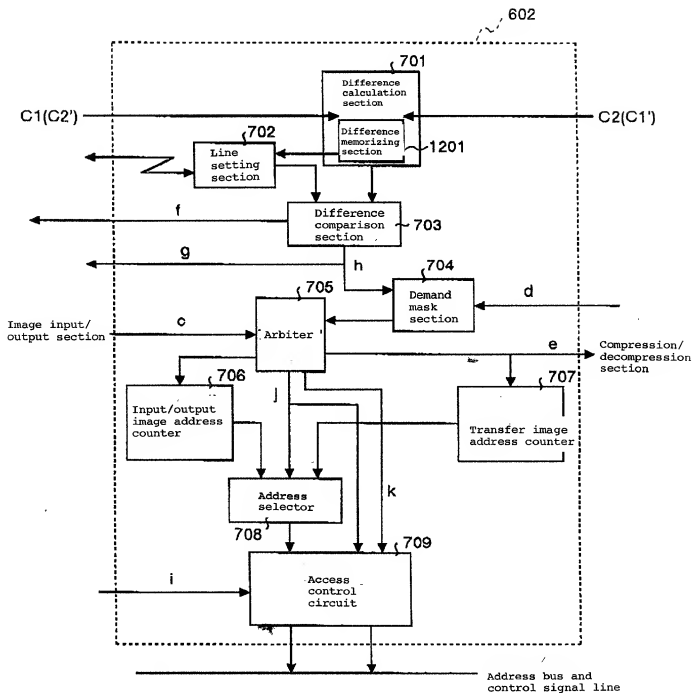 602
701
Difference
calculation
section
C1(C2')
C2(C1')
702
Difference
memorizing
section
1201
Line
setting
section
f
Difference
comparison
section
703
g
h
704
705
Demand
mask
section
d
Image input/
output section
c
Arbiter
e
Compression/
decompression
section
706
707
j
Input/output
image address
counter
Transfer image
address counter
k
Address
selector
708
709
i
Access
control
circuit
Address bus and
control signal line